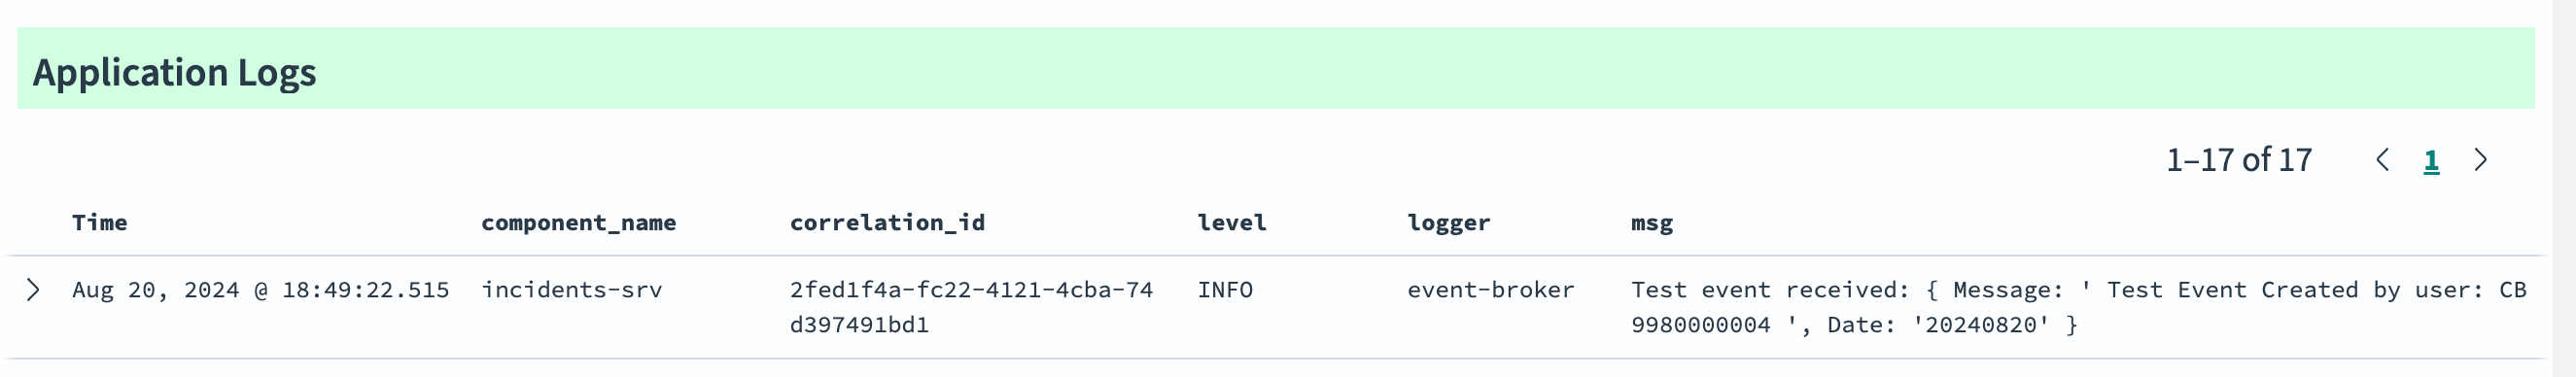 Application Logs
1–17 of 17 1
Time component_name correlation_id level logger msg
Aug 20, 2024 @ 18:49:22.515 incidents-srv 2fed1f4a-fc22-4121-4cba-74 INFO event-broker Test event received: { Message: ' Test Event Created by user: CB
d397491bd1 9980000004 ', Date: '20240820' }